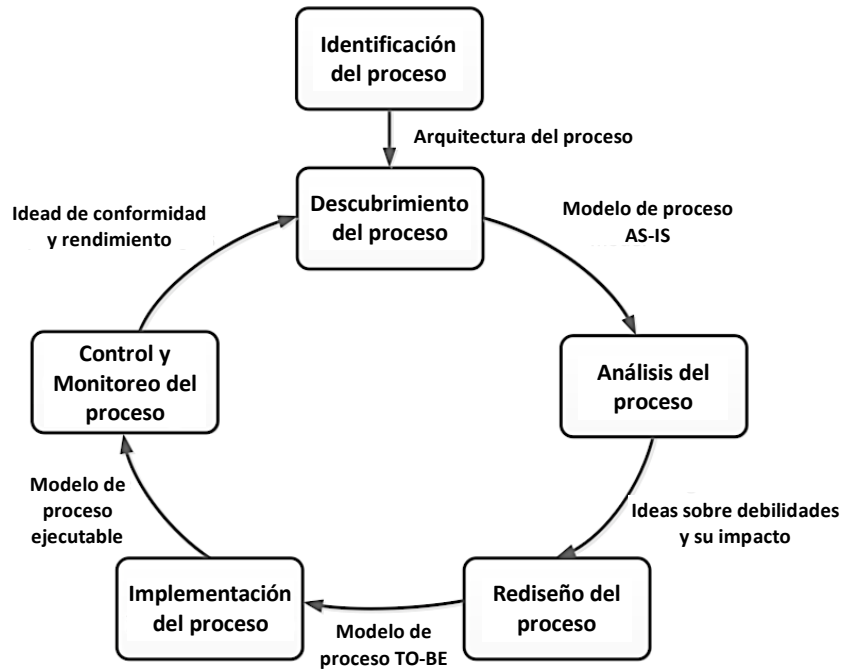 Identificación
del proceso
Arquitectura del proceso
Descubrimiento
del proceso
Idead de conformidad
y rendimiento
Modelo de proceso
AS-IS
Control y
Monitoreo del
proceso
Análisis del
proceso
Modelo de
proceso
ejecutable
Ideas sobre debilidades
y su impacto
Implementación
del proceso
Rediseño del
proceso
Modelo de
proceso TO-BE